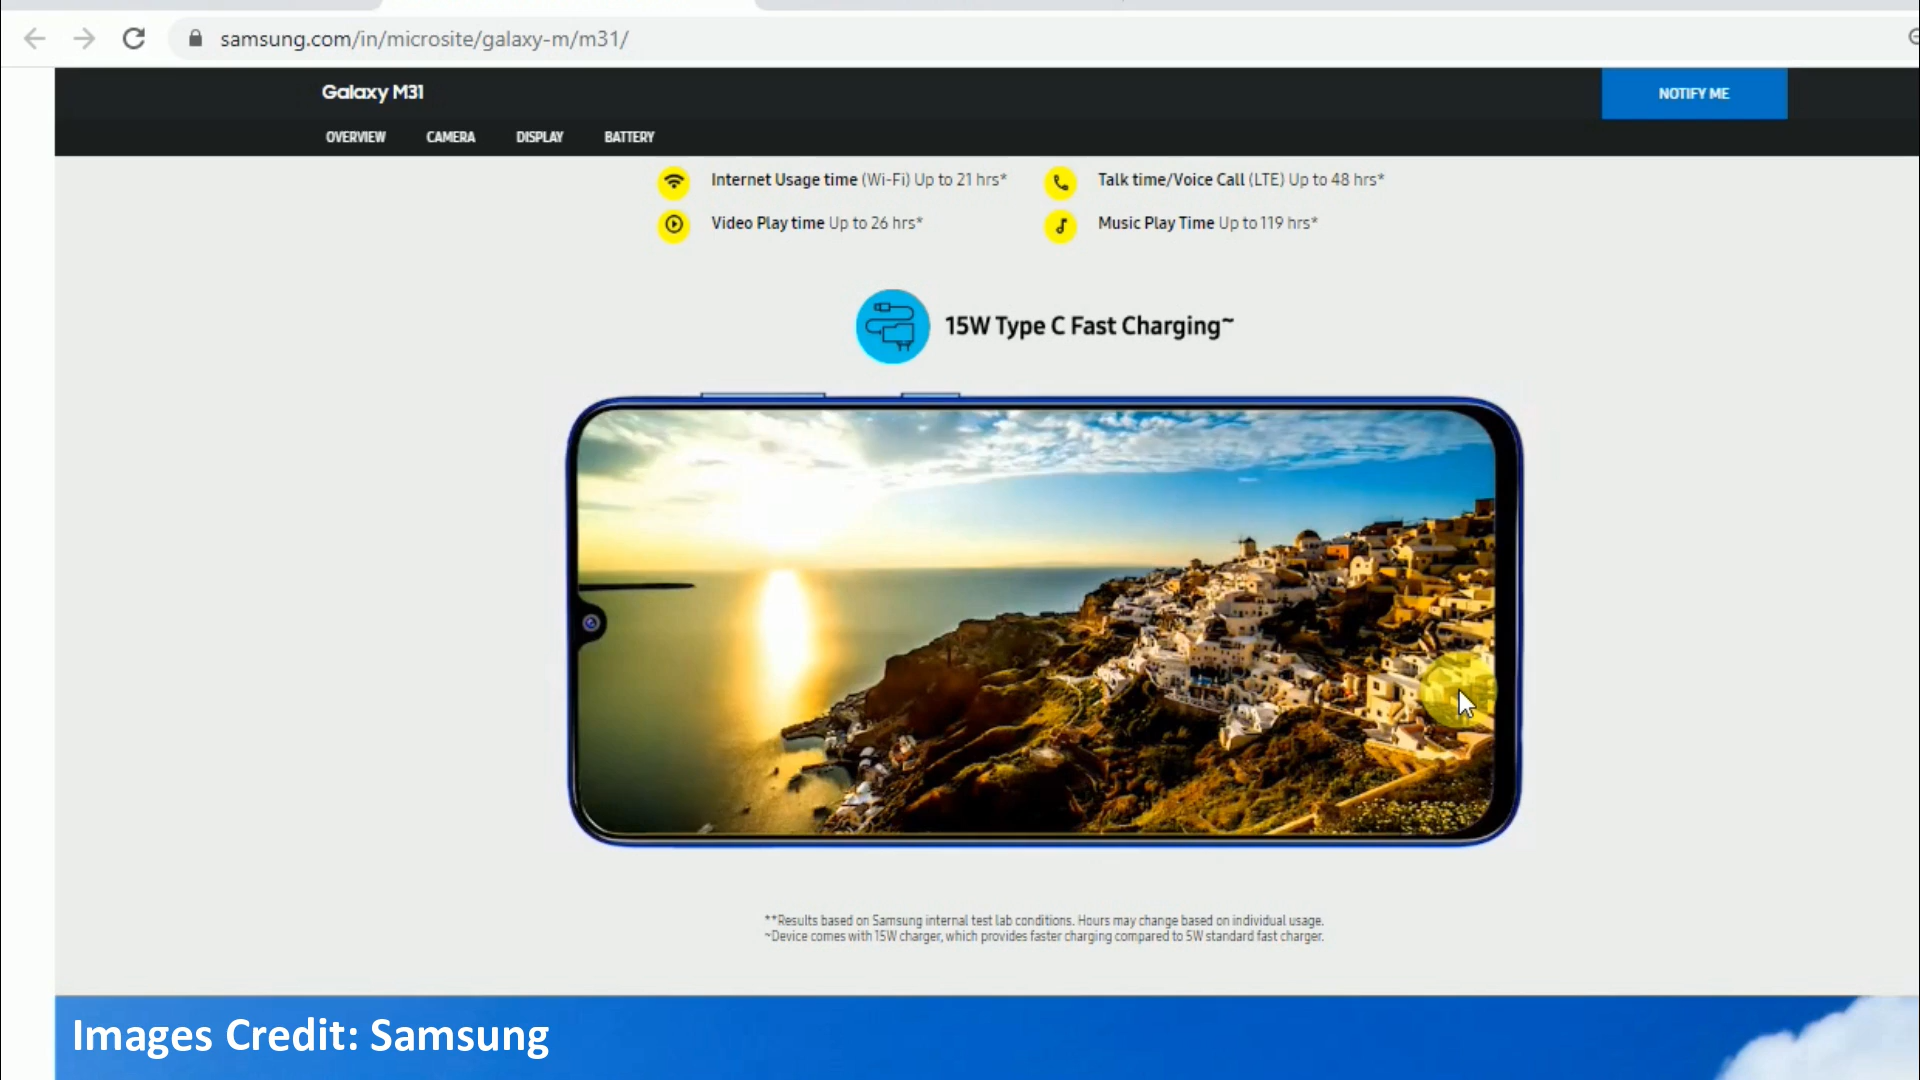 samsung.com/in/microsite/galaxy-m/m31/
Galaxy M31
NOTIFY ME
OVERVIEW CAMERA DISPLAY BATTERY
Internet Usage time (Wi-Fi) Up to 21 hrs* Talk time/Voice Call (LTE) Up to 48 hrs*
Video Play time Up to 26 hrs* Music Play Time Up to 119 hrs*
15W Type C Fast Charging~
**Results based on Samsung internal test lab conditions. Hours may change based on individual usage.
~Device comes with 15W charger, which provides faster charging compared to 5W standard fast charger.
Images Credit: Samsung